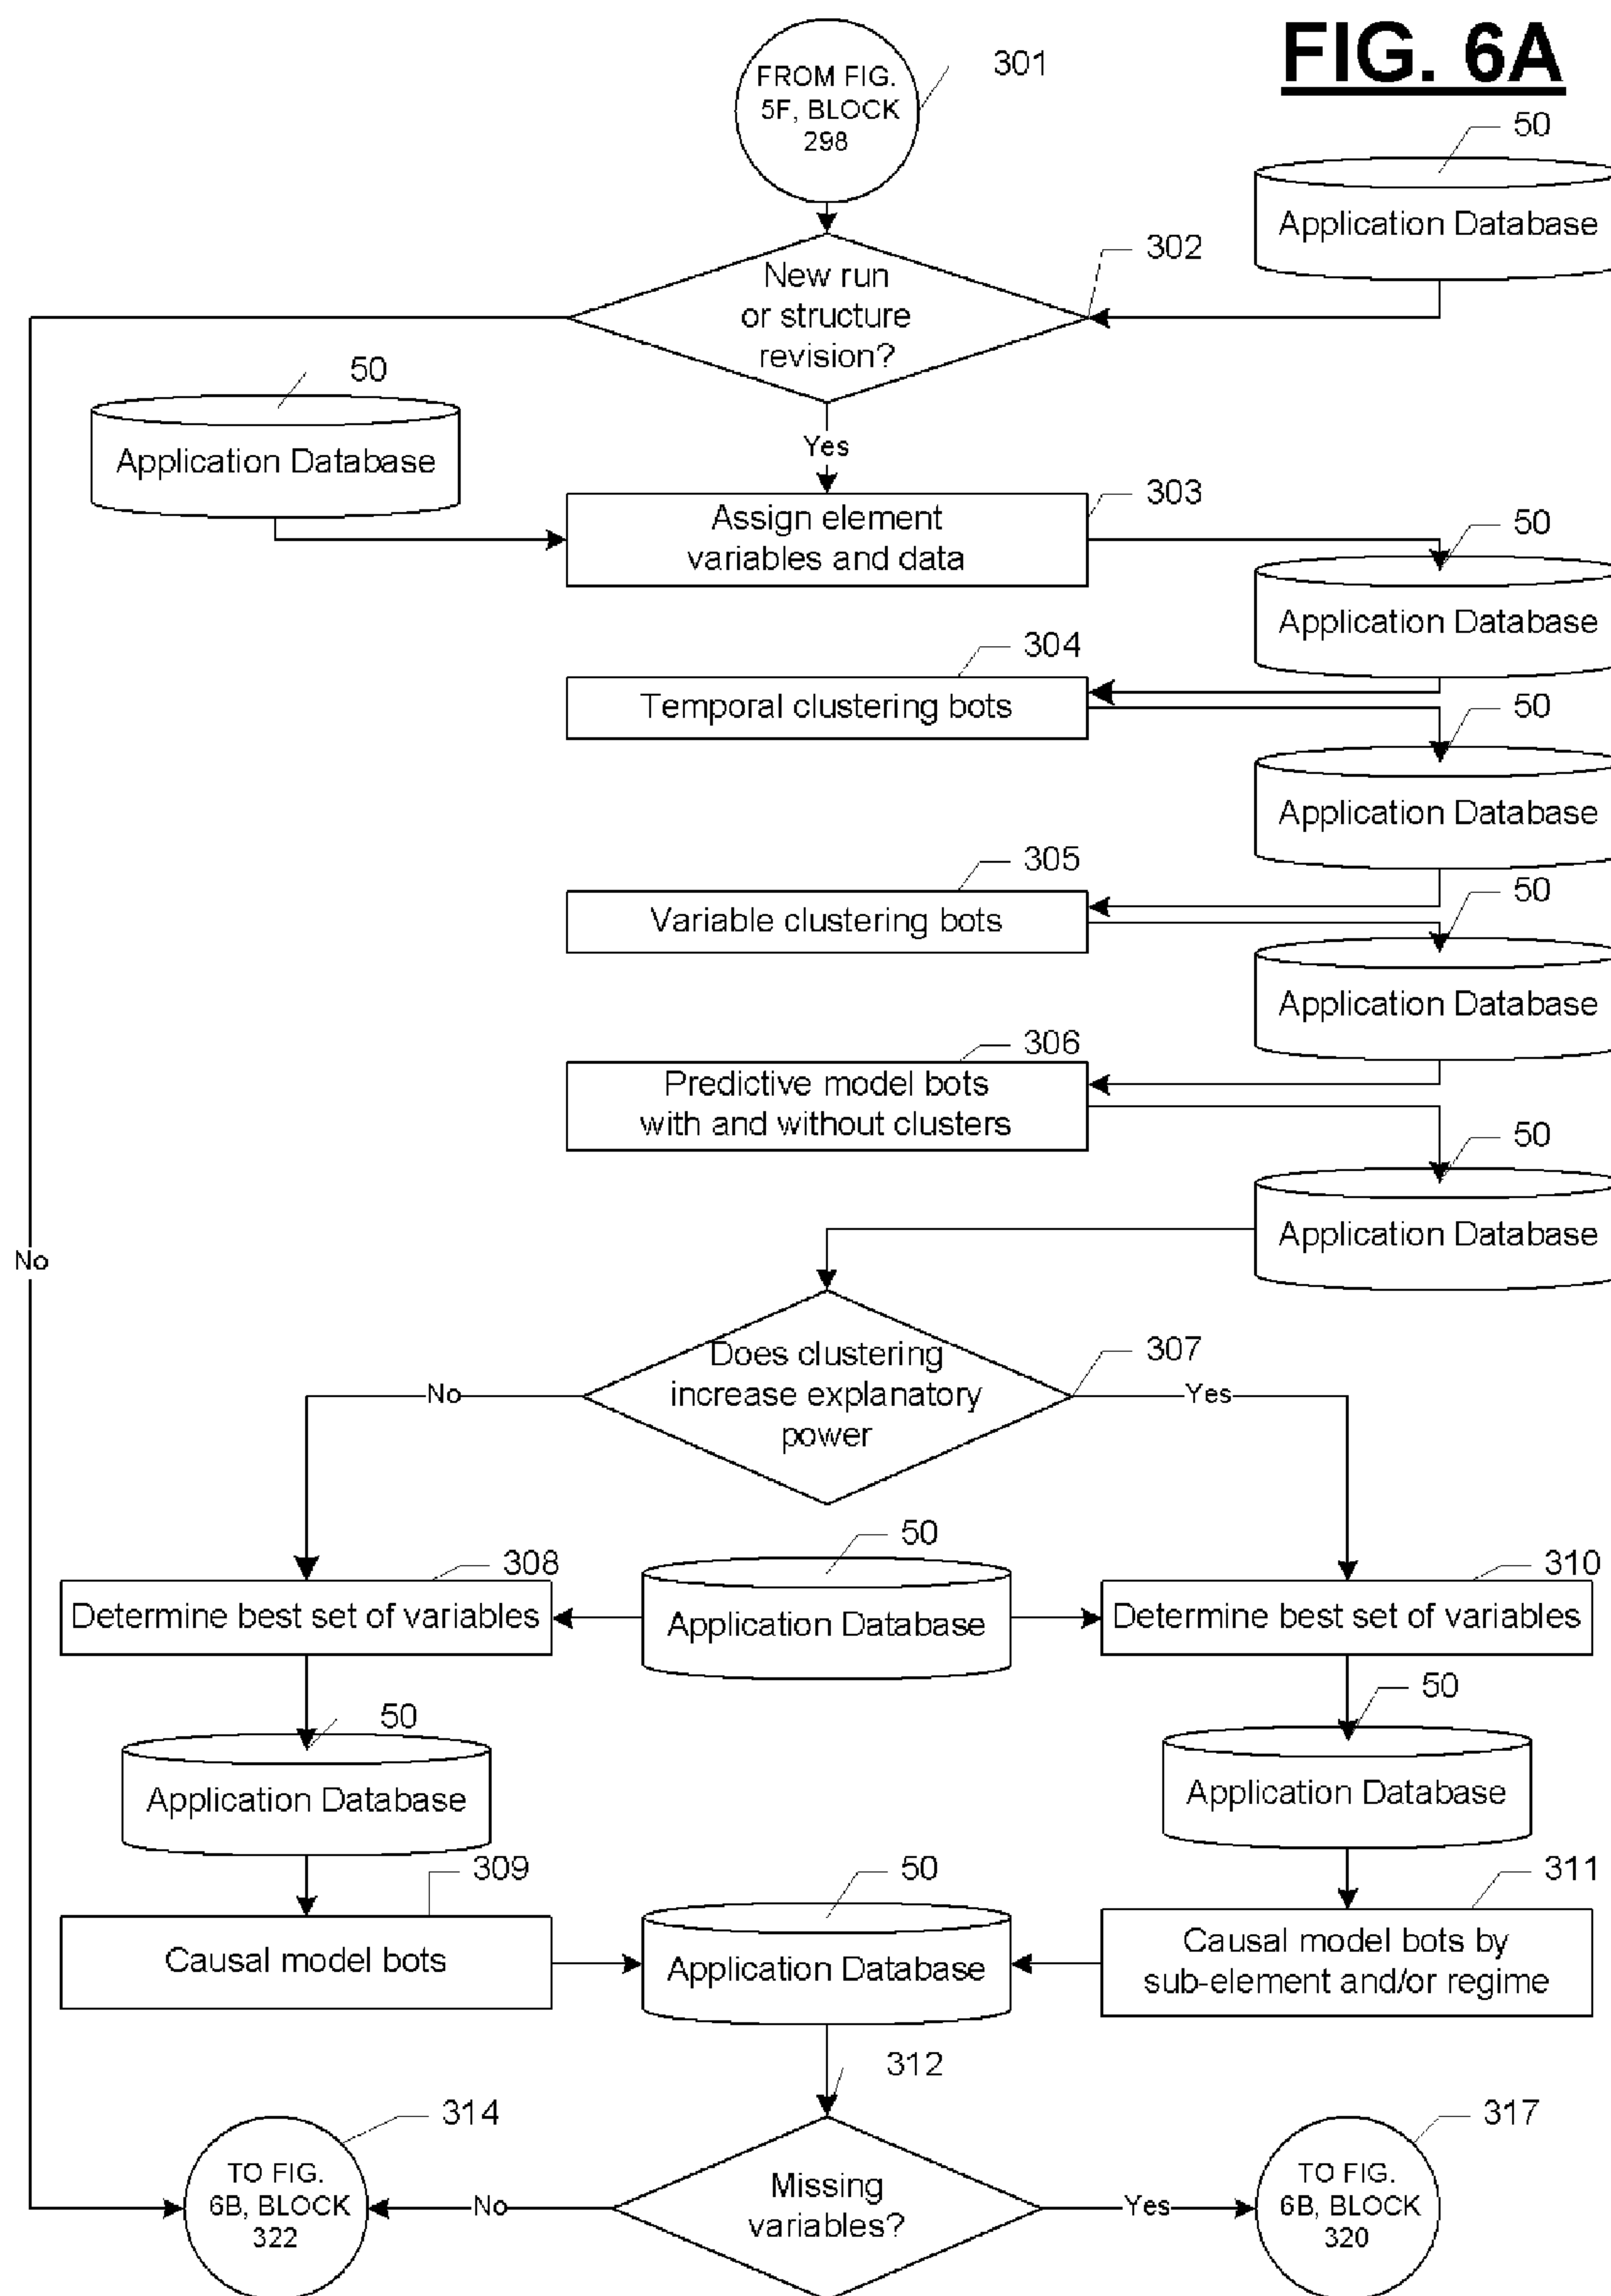 FIG. 6A
FROM FIG.
5F, BLOCK
298
301
50
Application Database
302
New run
or structure
revision?
50
Application Database
Yes
303
Assign element
variables and data
50
Application Database
304
Temporal clustering bots
50
Application Database
305
Variable clustering bots
50
Application Database
306
Predictive model bots
with and without clusters
50
Application Database
No
307
Does clustering
increase explanatory
power
No
Yes
50
Application Database
308
Determine best set of variables
310
Determine best set of variables
50
Application Database
50
Application Database
309
Causal model bots
50
Application Database
311
Causal model bots by
sub-element and/or regime
312
314
TO FIG.
6B, BLOCK
322
No
Missing
variables?
Yes
317
TO FIG.
6B, BLOCK
320